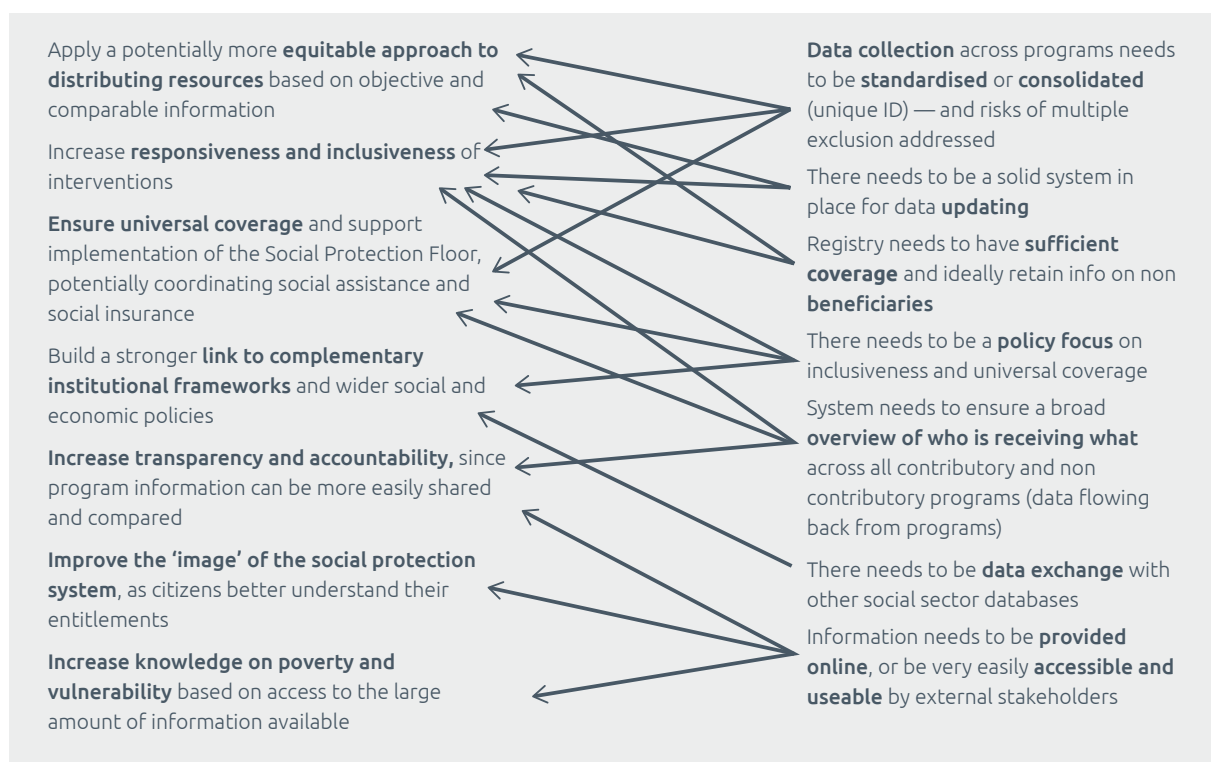 Apply a potentially more equitable approach to
distributing resources based on objective and
comparable information
Increase responsiveness and inclusiveness of
interventions
Ensure universal coverage and support
implementation of the Social Protection Floor,
potentially coordinating social assistance and
social insurance
Build a stronger link to complementary
institutional frameworks and wider social and
economic policies
Increase transparency and accountability, since
program information can be more easily shared
and compared
Improve the ‘image’ of the social protection
system, as citizens better understand their
entitlements
Increase knowledge on poverty and
vulnerability based on access to the large
amount of information available
Data collection across programs needs
to be standardised or consolidated
(unique ID) — and risks of multiple
exclusion addressed
There needs to be a solid system in
place for data updating
Registry needs to have sufficient
coverage and ideally retain info on non
beneficiaries
There needs to be a policy focus on
inclusiveness and universal coverage
System needs to ensure a broad
overview of who is receiving what
across all contributory and non
contributory programs (data flowing
back from programs)
There needs to be data exchange with
other social sector databases
Information needs to be provided
online, or be very easily accessible and
useable by external stakeholders